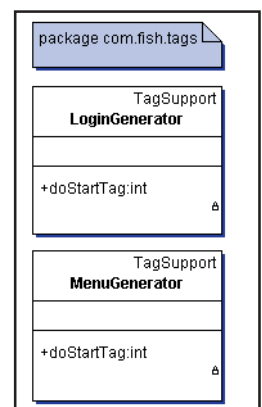 package com.fish.tags
TagSupport
LoginGenerator
+doStartTag:int
TagSupport
MenuGenerator
+doStartTag:int